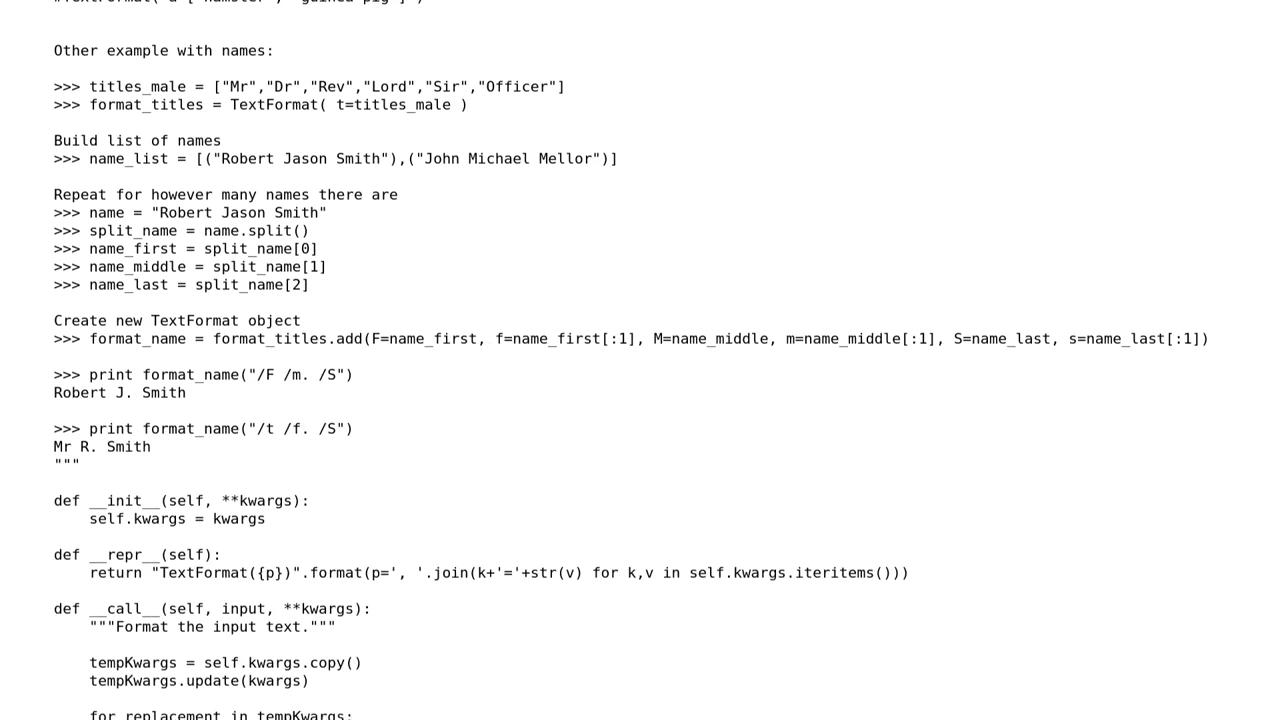 Other example with names:

>>> titles_male = ["Mr","Dr","Rev","Lord","Sir","Officer"]
>>> format_titles = TextFormat( t=titles_male )

Build list of names
>>> name_list = [("Robert Jason Smith"),("John Michael Mellor")]

Repeat for however many names there are
>>> name = "Robert Jason Smith"
>>> split_name = name.split()
>>> name_first = split_name[0]
>>> name_middle = split_name[1]
>>> name_last = split_name[2]

Create new TextFormat object
>>> format_name = format_titles.add(F=name_first, f=name_first[:1], M=name_middle, m=name_middle[:1], S=name_last, s=name_last[:1])

>>> print format_name("/F /m. /S")
Robert J. Smith

>>> print format_name("/t /f. /S")
Mr R. Smith
"""

def __init__(self, **kwargs):
    self.kwargs = kwargs

def __repr__(self):
    return "TextFormat({p})".format(p=', '.join(k+'='+str(v) for k,v in self.kwargs.iteritems()))

def __call__(self, input, **kwargs):
    """Format the input text."""

    tempKwargs = self.kwargs.copy()
    tempKwargs.update(kwargs)

    for replacement in tempKwargs: